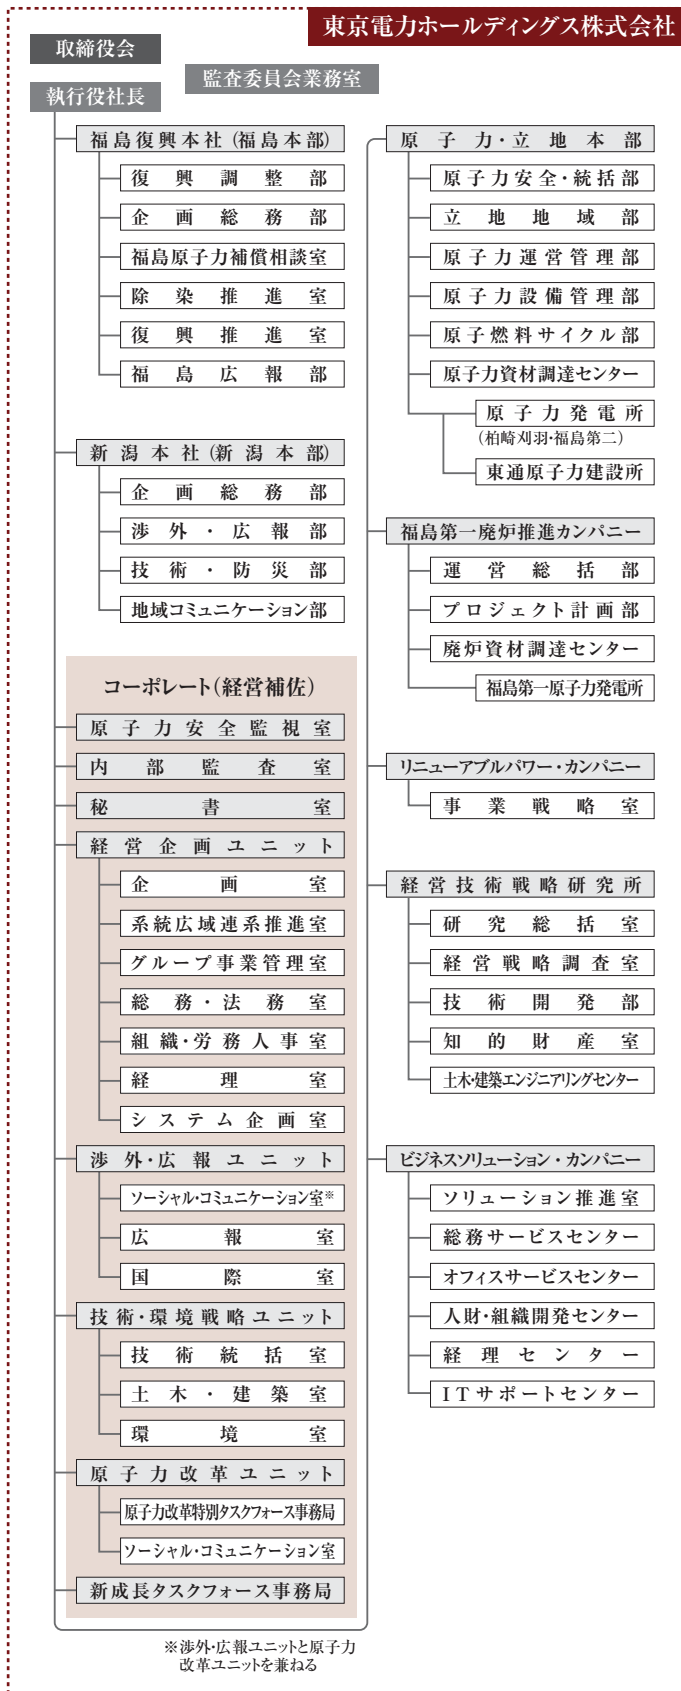 東京電力ホールディングス株式会社
取締役会
監査委員会業務室
執行役社長
福島復興本社(福島本部)
復興調整部
企画総務部
福島原子力補償相談室
除染推進室
復興推進室
福島広報部
新潟本社(新潟本部)
企画総務部
渉外・広報部
技術・防災部
地域コミュニケーション部
コーポレート(経営補佐)
原子力安全監視室
内部監査室
秘書室
経営企画ユニット
企画室
系統広域連系推進室
グループ事業管理室
総務・法務室
組織・労務人事室
経理室
システム企画室
渉外・広報ユニット
ソーシャル・コミュニケーション室※
広報室
国際室
技術・環境戦略ユニット
技術統括室
土木・建築室
環境室
原子力改革ユニット
原子力改革特別タスクフォース事務局
ソーシャル・コミュニケーション室
新成長タスクフォース事務局
原子力・立地本部
原子力安全・統括部
立地地域部
原子力運営管理部
原子力設備管理部
原子燃料サイクル部
原子力資材調達センター
原子力発電所
(柏崎刈羽・福島第二)
東通原子力建設所
福島第一廃炉推進カンパニー
運営総括部
プロジェクト計画部
廃炉資材調達センター
福島第一原子力発電所
リニューアブルパワー・カンパニー
事業戦略室
経営技術戦略研究所
研究総括室
経営戦略調査室
技術開発部
知的財産室
土木・建築エンジニアリングセンター
ビジネスソリューション・カンパニー
ソリューション推進室
総務サービスセンター
オフィスサービスセンター
人財・組織開発センター
経理センター
ITサポートセンター
※渉外・広報ユニットと原子力
改革ユニットを兼ねる